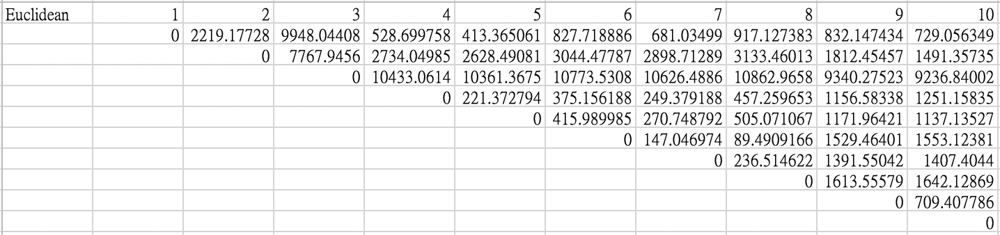 Euclidean 1 2 3 4 5 6 7 8 9 10
0 2219.17728 9948.04408 528.699758 413.365061 827.718886 681.03499 917.127383 832.147434 729.056349
0 7767.9456 2734.04985 2628.49081 3044.47787 2898.71289 3133.46013 1812.45457 1491.35735
0 10433.0614 10361.3675 10773.5308 10626.4886 10862.9658 9340.27523 9236.84002
0 221.372794 375.156188 249.379188 457.259653 1156.58338 1251.15835
0 415.989985 270.748792 505.071067 1171.96421 1137.13527
0 147.046974 89.4909166 1529.46401 1553.12381
0 236.514622 1391.55042 1407.4044
0 1613.55579 1642.12869
0 709.407786
0